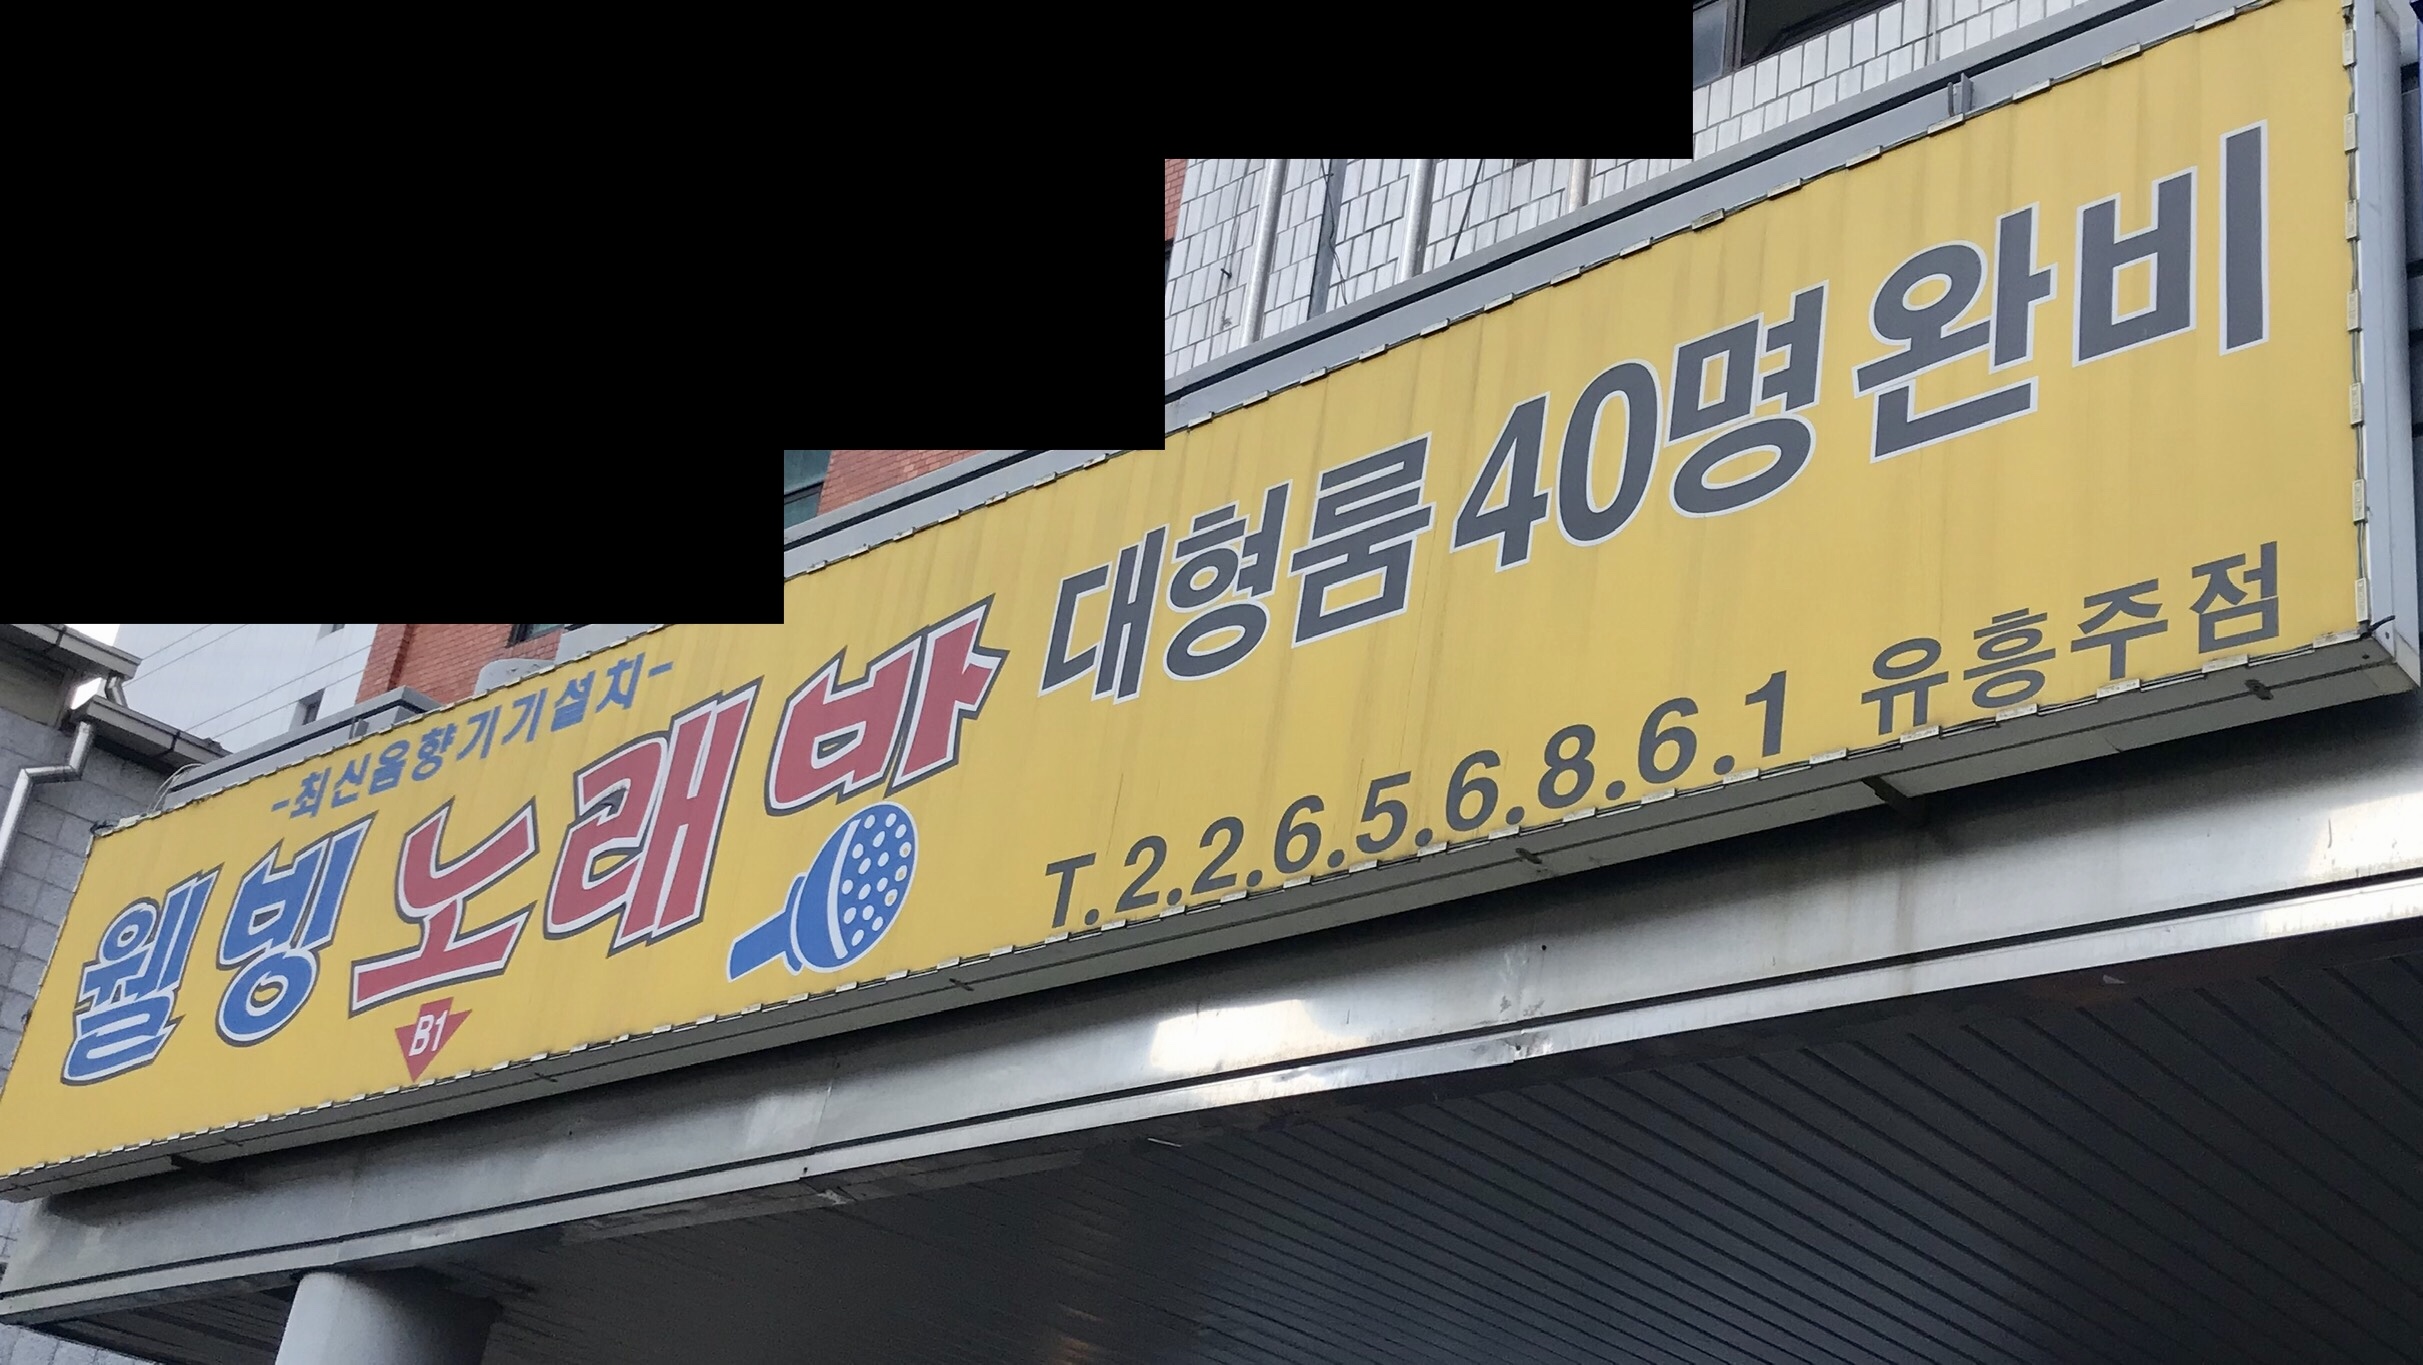 -최신음향기기설치-
웰빙노래바
B1
대형룸40명완비
T.2.2.6.5.6.8.6.1 유흥주점